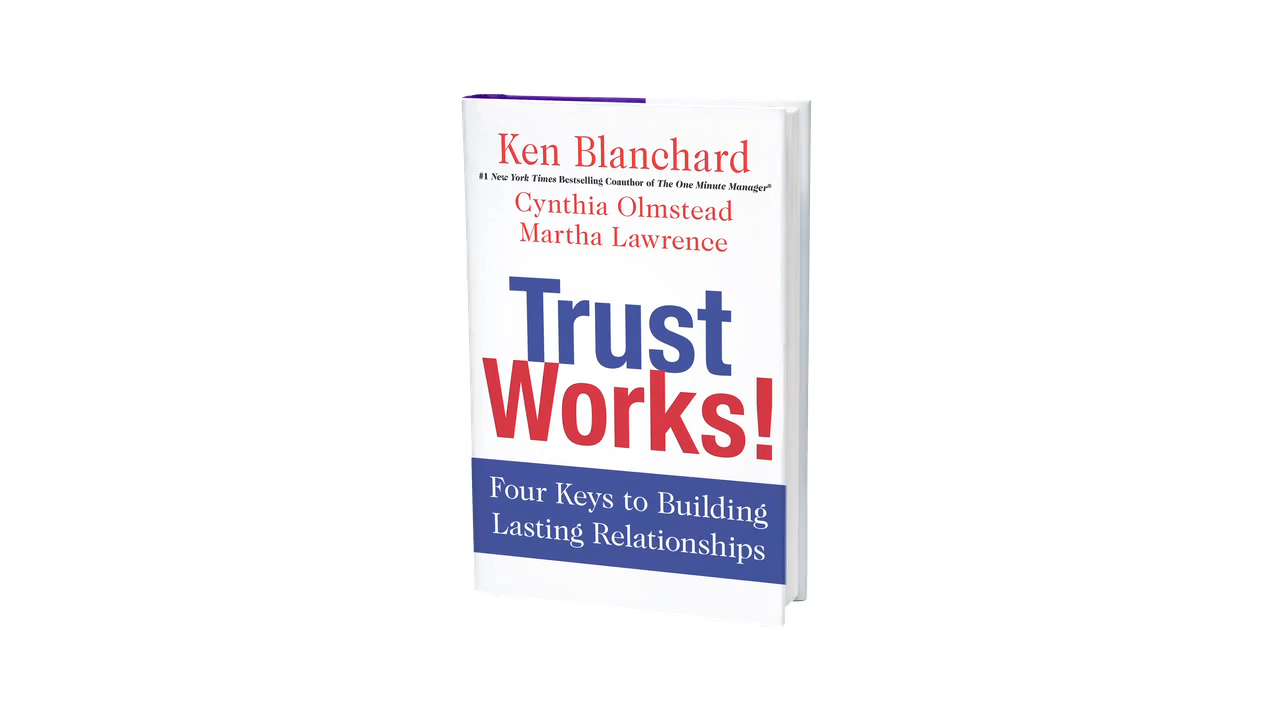 Ken Blanchard
#1 New York Times Bestselling Coauthor of The One Minute Manager®
Cynthia Olmstead
Martha Lawrence
Trust
Works!
Four Keys to Building
Lasting Relationships